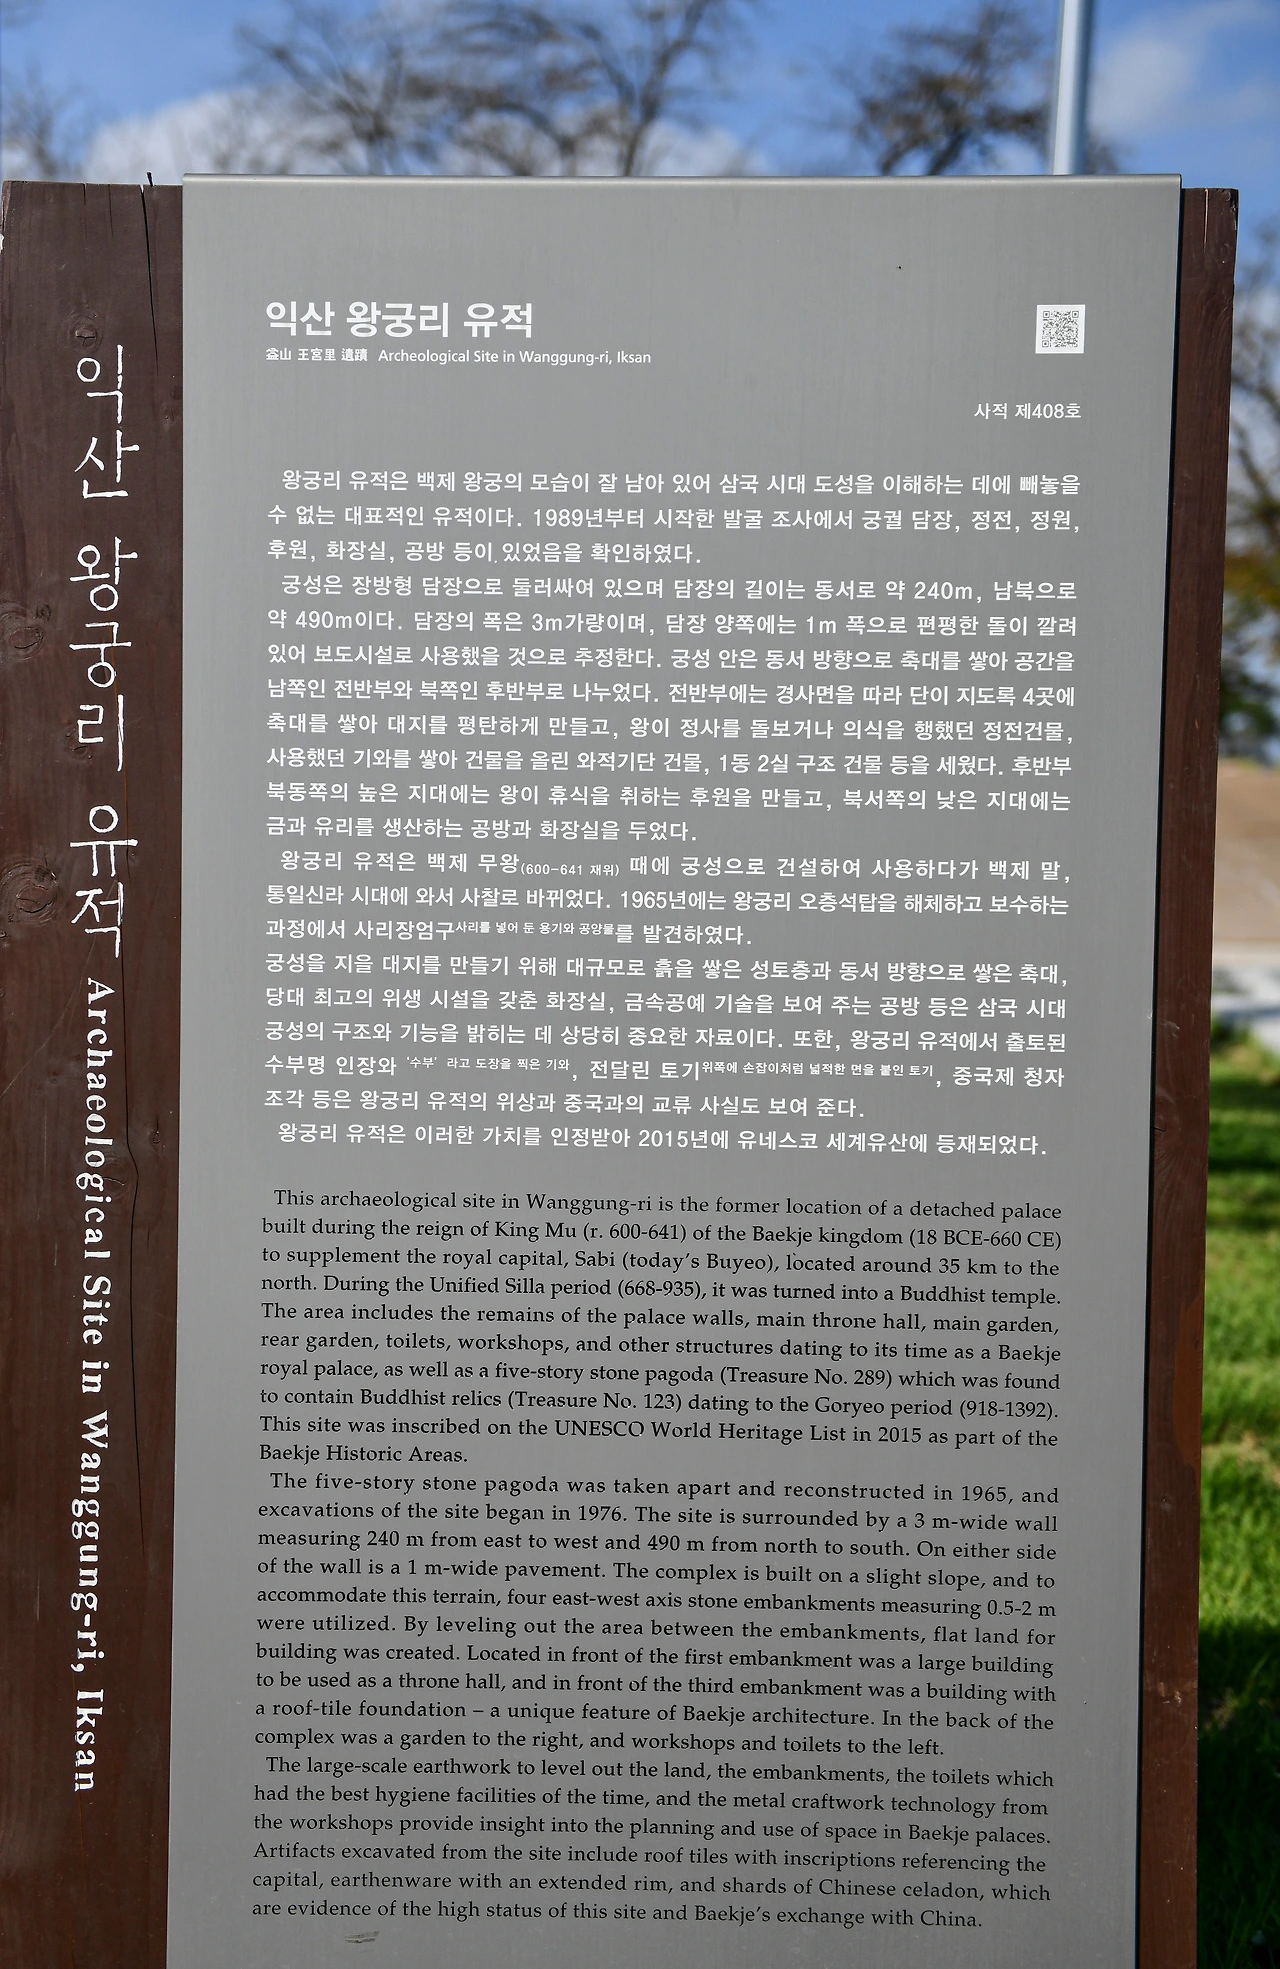 익산 왕궁리 유적 Archaeological Site in Wanggung-ri, Iksan
익산 왕궁리 유적
益山 王宮里 遺蹟 Archeological Site in Wanggung-ri, Iksan
사적 제408호
왕궁리 유적은 백제 왕궁의 모습이 잘 남아 있어 삼국 시대 도성을 이해하는 데에 빼놓을
수 없는 대표적인 유적이다. 1989년부터 시작한 발굴 조사에서 궁궐 담장, 정전, 정원,
후원, 화장실, 공방 등이 있었음을 확인하였다.
궁성은 장방형 담장으로 둘러싸여 있으며 담장의 길이는 동서로 약 240m, 남북으로
약 490m이다. 담장의 폭은 3m가량이며, 담장 양쪽에는 1m 폭으로 편평한 돌이 깔려
있어 보도시설로 사용했을 것으로 추정한다. 궁성 안은 동서 방향으로 축대를 쌓아 공간을
남쪽인 전반부와 북쪽인 후반부로 나누었다. 전반부에는 경사면을 따라 단이 지도록 4곳에
축대를 쌓아 대지를 평탄하게 만들고, 왕이 정사를 돌보거나 의식을 행했던 정전건물,
사용했던 기와를 쌓아 건물을 올린 와적기단 건물, 1동 2실 구조 건물 등을 세웠다. 후반부
북동쪽의 높은 지대에는 왕이 휴식을 취하는 후원을 만들고, 북서쪽의 낮은 지대에는
금과 유리를 생산하는 공방과 화장실을 두었다.
왕궁리 유적은 백제 무왕(600-641 재위) 때에 궁성으로 건설하여 사용하다가 백제 말,
통일신라 시대에 와서 사찰로 바뀌었다. 1965년에는 왕궁리 오층석탑을 해체하고 보수하는
과정에서 사리장엄구사리를 넣어 둔 용기와 공양물를 발견하였다.
궁성을 지을 대지를 만들기 위해 대규모로 흙을 쌓은 성토층과 동서 방향으로 쌓은 축대,
당대 최고의 위생 시설을 갖춘 화장실, 금속공예 기술을 보여 주는 공방 등은 삼국 시대
궁성의 구조와 기능을 밝히는 데 상당히 중요한 자료이다. 또한, 왕궁리 유적에서 출토된
수부명 인장와 '수부' 라고 도장을 찍은 기와, 전달린 토기위쪽에 손잡이처럼 넓적한 면을 붙인 토기, 중국제 청자
조각 등은 왕궁리 유적의 위상과 중국과의 교류 사실도 보여 준다.
왕궁리 유적은 이러한 가치를 인정받아 2015년에 유네스코 세계유산에 등재되었다.
This archaeological site in Wanggung-ri is the former location of a detached palace
built during the reign of King Mu (r. 600-641) of the Baekje kingdom (18 BCE-660 CE)
to supplement the royal capital, Sabi (today's Buyeo), located around 35 km to the
north. During the Unified Silla period (668-935), it was turned into a Buddhist temple.
The area includes the remains of the palace walls, main throne hall, main garden,
rear garden, toilets, workshops, and other structures dating to its time as a Baekje
royal palace, as well as a five-story stone pagoda (Treasure No. 289) which was found
to contain Buddhist relics (Treasure No. 123) dating to the Goryeo period (918-1392).
This site was inscribed on the UNESCO World Heritage List in 2015 as part of the
Baekje Historic Areas.
The five-story stone pagoda was taken apart and reconstructed in 1965, and
excavations of the site began in 1976. The site is surrounded by a 3 m-wide wall
measuring 240 m from east to west and 490 m from north to south. On either side
of the wall is a 1 m-wide pavement. The complex is built on a slight slope, and to
accommodate this terrain, four east-west axis stone embankments measuring 0.5-2 m
were utilized. By leveling out the area between the embankments, flat land for
building was created. Located in front of the first embankment was a large building
to be used as a throne hall, and in front of the third embankment was a building with
a roof-tile foundation – a unique feature of Baekje architecture. In the back of the
complex was a garden to the right, and workshops and toilets to the left.
The large-scale earthwork to level out the land, the embankments, the toilets which
had the best hygiene facilities of the time, and the metal craftwork technology from
the workshops provide insight into the planning and use of space in Baekje palaces.
Artifacts excavated from the site include roof tiles with inscriptions referencing the
capital, earthenware with an extended rim, and shards of Chinese celadon, which
are evidence of the high status of this site and Baekje's exchange with China.